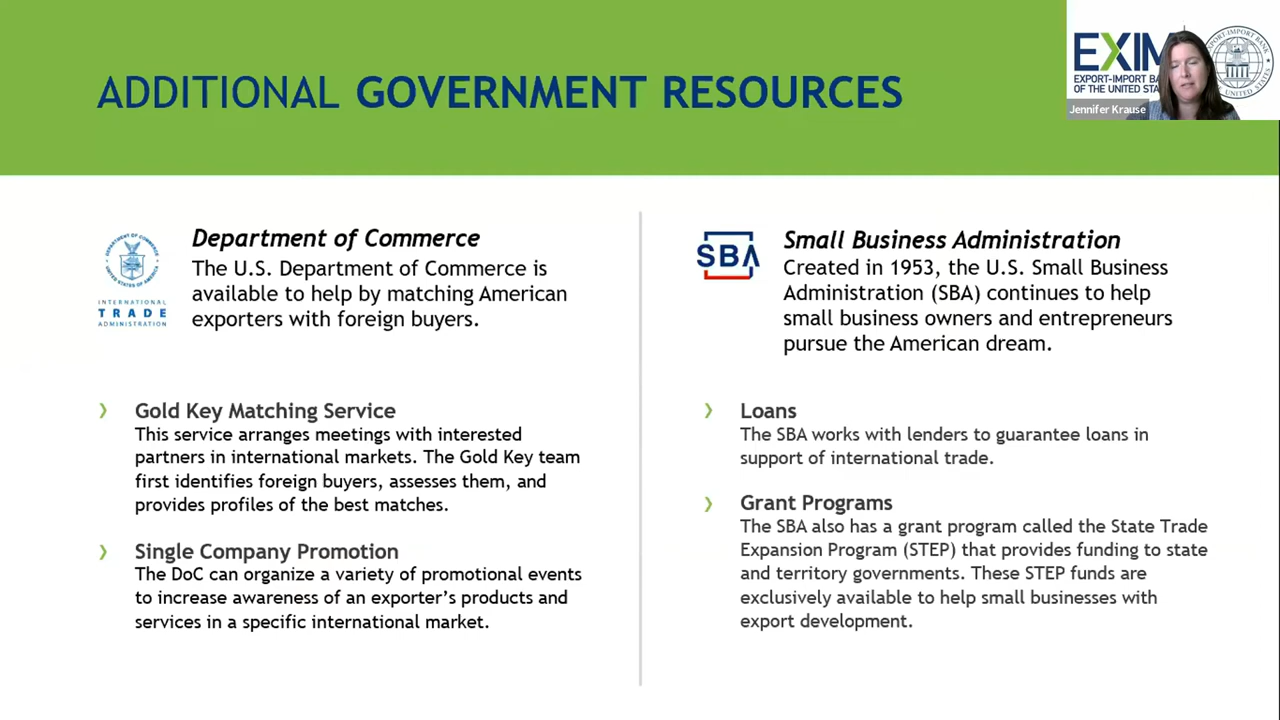 ADDITIONAL GOVERNMENT RESOURCES
EXIM
EXPORT-IMPORT BA
OF THE UNITED STA
Jennifer Krause
Department of Commerce
The U.S. Department of Commerce is
available to help by matching American
exporters with foreign buyers.
DEPARTMENT OF COMMERCE
UNITED STATES OF AMERICA
INTERNATIONAL
TRADE
ADMINISTRATION
Gold Key Matching Service
This service arranges meetings with interested
partners in international markets. The Gold Key team
first identifies foreign buyers, assesses them, and
provides profiles of the best matches.
Single Company Promotion
The DoC can organize a variety of promotional events
to increase awareness of an exporter’s products and
services in a specific international market.
SBA
Small Business Administration
Created in 1953, the U.S. Small Business
Administration (SBA) continues to help
small business owners and entrepreneurs
pursue the American dream.
Loans
The SBA works with lenders to guarantee loans in
support of international trade.
Grant Programs
The SBA also has a grant program called the State Trade
Expansion Program (STEP) that provides funding to state
and territory governments. These STEP funds are
exclusively available to help small businesses with
export development.